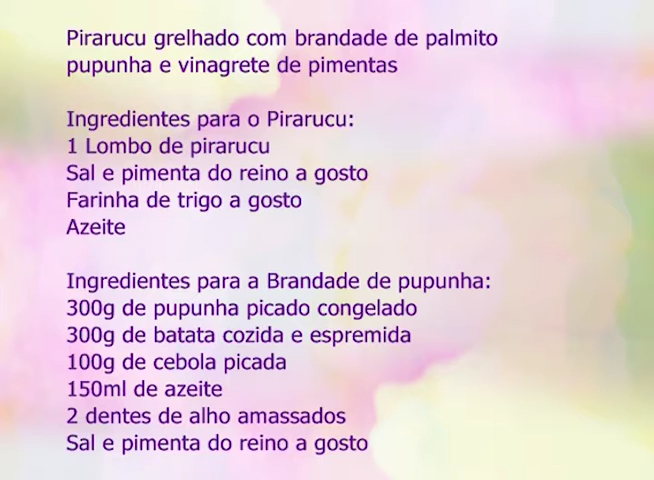 Pirarucu grelhado com brandade de palmito
pupunha e vinagrete de pimentas
Ingredientes para o Pirarucu:
1 Lombo de pirarucu
Sal e pimenta do reino a gosto
Farinha de trigo a gosto
Azeite
Ingredientes para a Brandade de pupunha:
300g de pupunha picado congelado
300g de batata cozida e espremida
100g de cebola picada
150ml de azeite
2 dentes de alho amassados
Sal e pimenta do reino a gosto